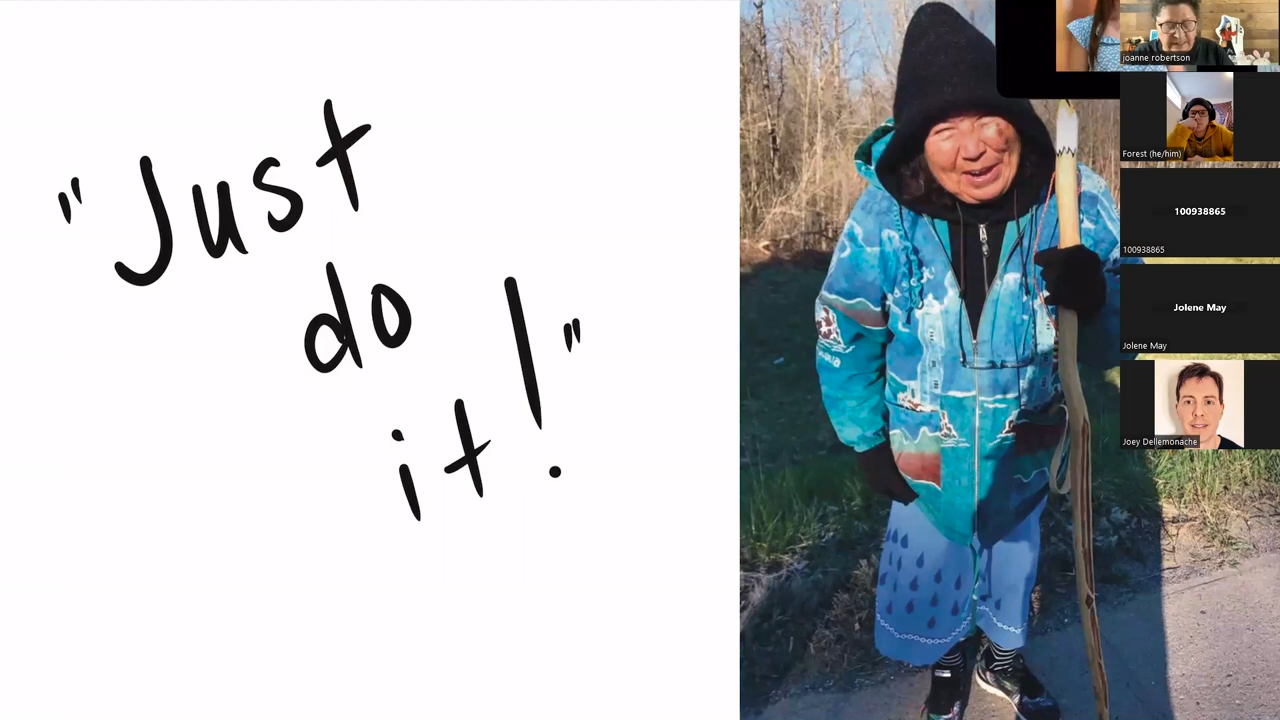 "Just
do
it!"
joanne robertson
Forest (he/him)
100938865
100938865
Jolene May
Jolene May
Joey Dellemonache